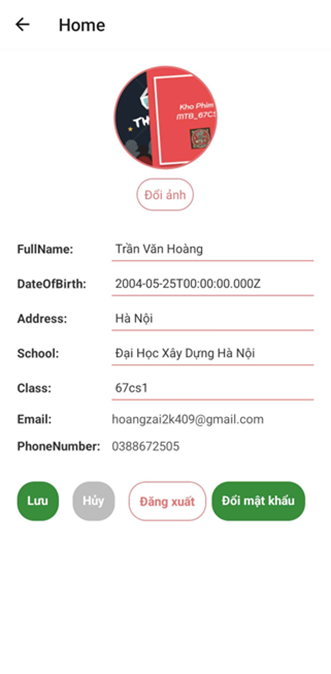 Home
TH
Kho Phim
MTB_67CS
Đổi ảnh
FullName: Trần Văn Hoàng
DateOfBirth: 2004-05-25T00:00:00.000Z
Address: Hà Nội
School: Đại Học Xây Dựng Hà Nội
Class: 67cs1
Email: hoangzai2k409@gmail.com
PhoneNumber: 0388672505
Lưu Hủy Đăng xuất Đổi mật khẩu